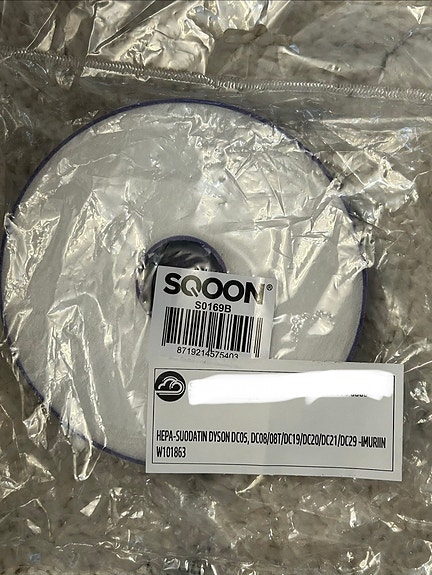 SQOON®
S0169B
8719214575403
HEPA-SUODATIN DYSON DC05, DC08/08T/DC19/DC20/DC21/DC29 -IMURIIN
W101863